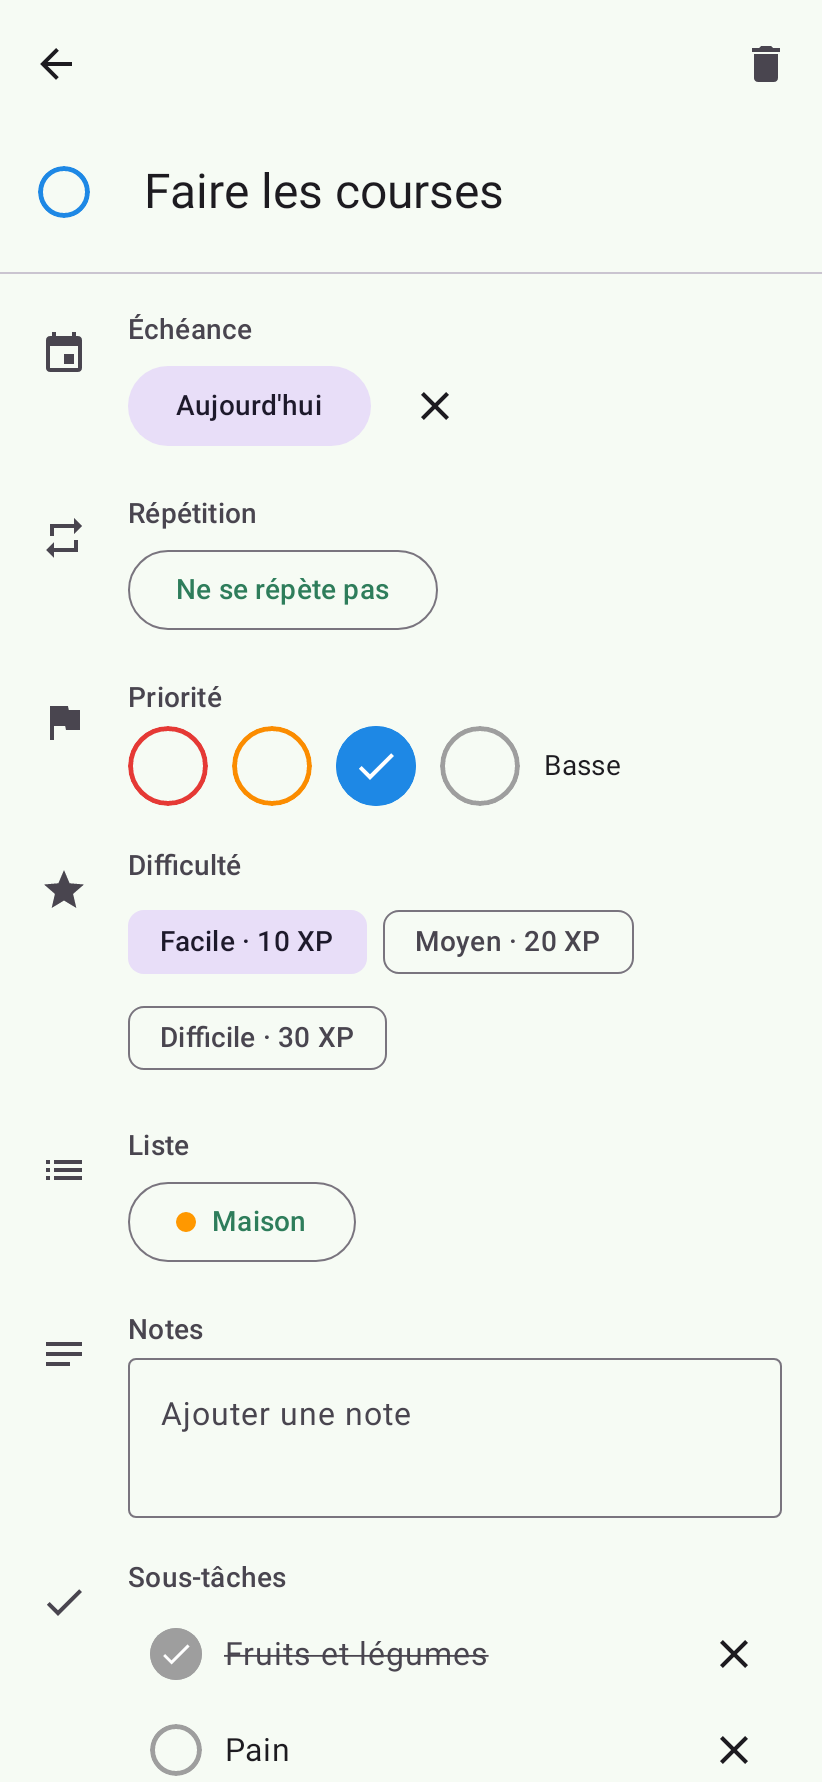 Faire les courses
Échéance
Aujourd'hui
Répétition
Ne se répète pas
Priorité
Basse
Difficulté
Facile · 10 XP
Moyen · 20 XP
Difficile · 30 XP
Liste
Maison
Notes
Ajouter une note
Sous-tâches
Fruits et légumes
Pain